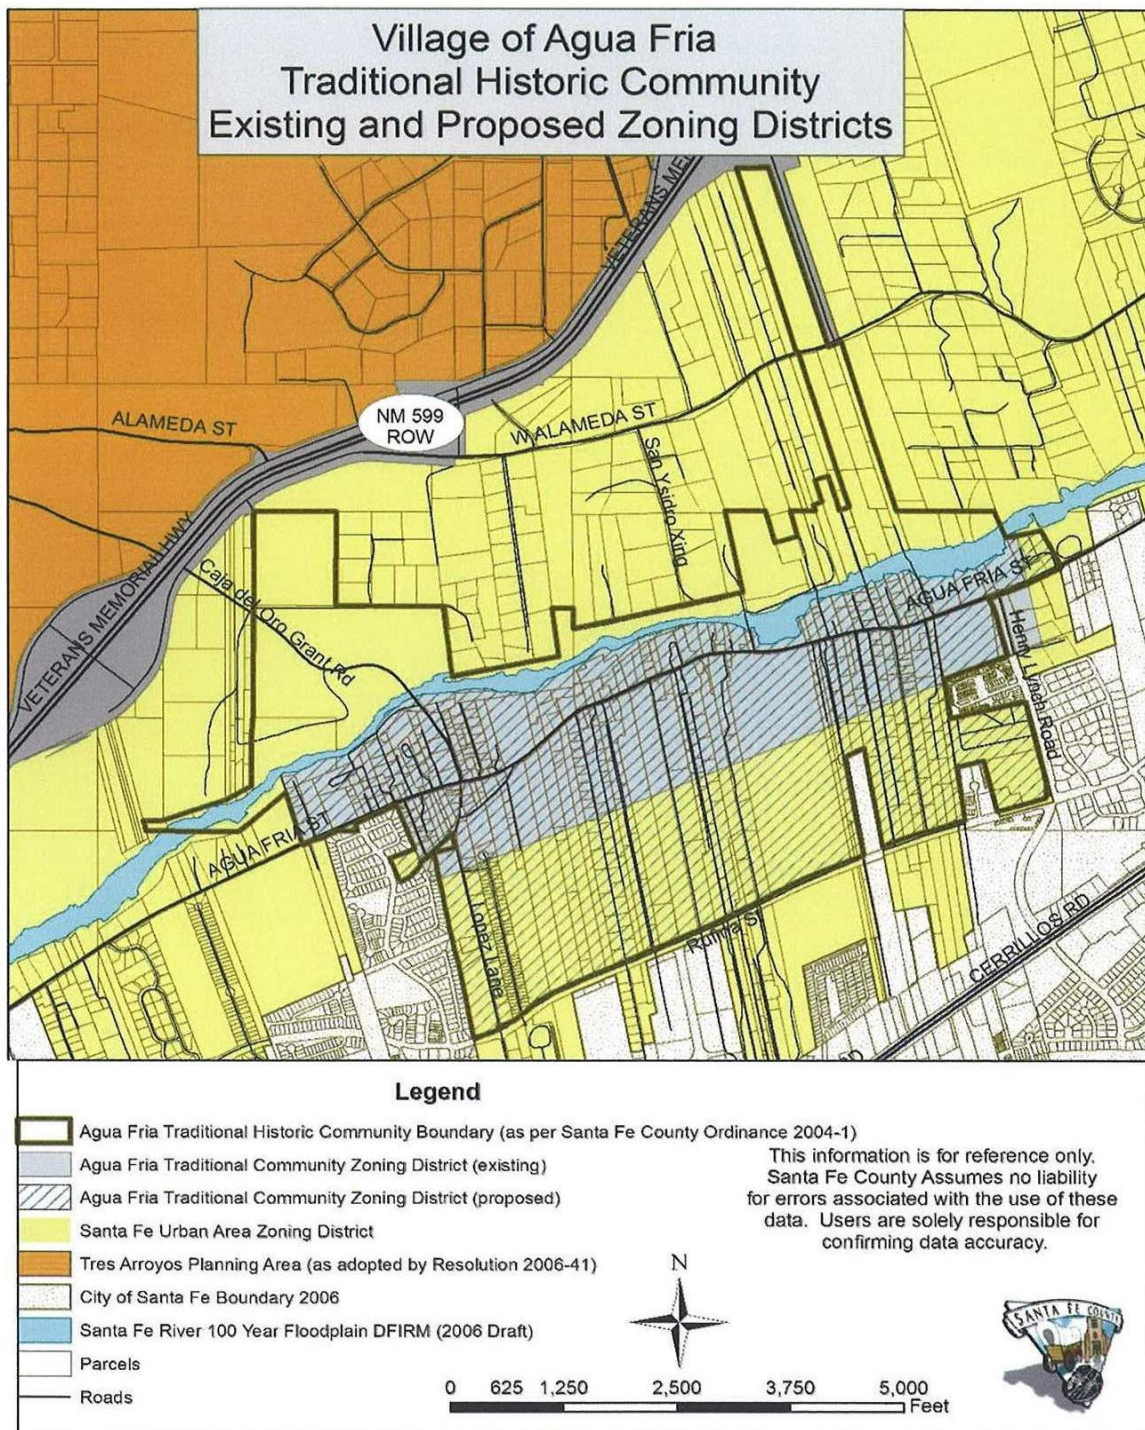 Village of Agua Fria
Traditional Historic Community
Existing and Proposed Zoning Districts
VETERANS MEM
NM 599
ROW
ALAMEDA ST
W ALAMEDA ST
San Ysidro Xing
VETERANS MEMORIAL HWY
Caja del Oro Grant Rd
AGUA FRIA ST
Henry Lynch Road
AGUA FRIA ST
Lopez Lane
Rufina St
CERRILLOS RD
Legend
Agua Fria Traditional Historic Community Boundary (as per Santa Fe County Ordinance 2004-1)
Agua Fria Traditional Community Zoning District (existing)
Agua Fria Traditional Community Zoning District (proposed)
Santa Fe Urban Area Zoning District
Tres Arroyos Planning Area (as adopted by Resolution 2006-41)
City of Santa Fe Boundary 2006
Santa Fe River 100 Year Floodplain DFIRM (2006 Draft)
Parcels
Roads
This information is for reference only.
Santa Fe County Assumes no liability
for errors associated with the use of these
data. Users are solely responsible for
confirming data accuracy.
N
0 625 1,250 2,500 3,750 5,000
Feet
SANTA FE COUNTY